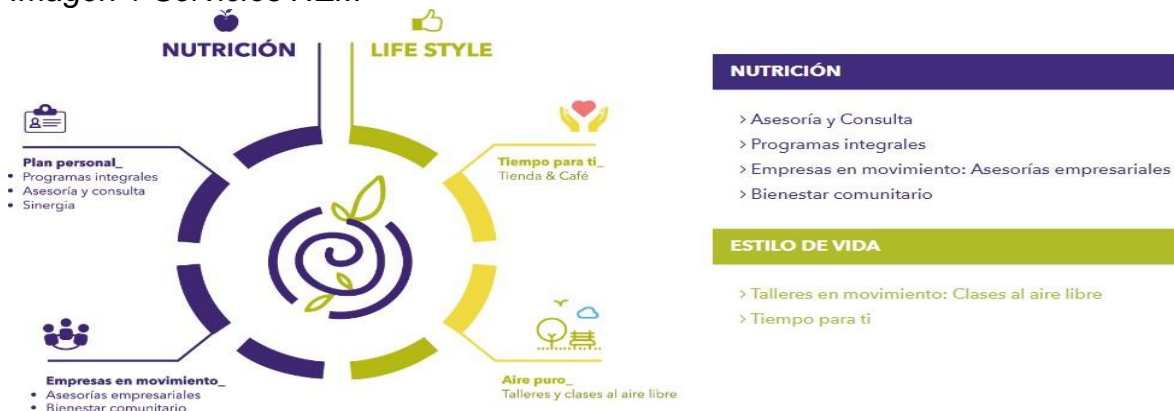 NUTRICIÓN
LIFE STYLE
Plan personal_
• Programas integrales
• Asesoría y consulta
• Sinergia
Tiempo para ti_
Tienda & Café
Empresas en movimiento_
• Asesorías empresariales
• Bienestar comunitario
Aire puro_
Talleres y clases al aire libre
NUTRICIÓN
> Asesoría y Consulta
> Programas integrales
> Empresas en movimiento: Asesorías empresariales
> Bienestar comunitario
ESTILO DE VIDA
> Talleres en movimiento: Clases al aire libre
> Tiempo para ti